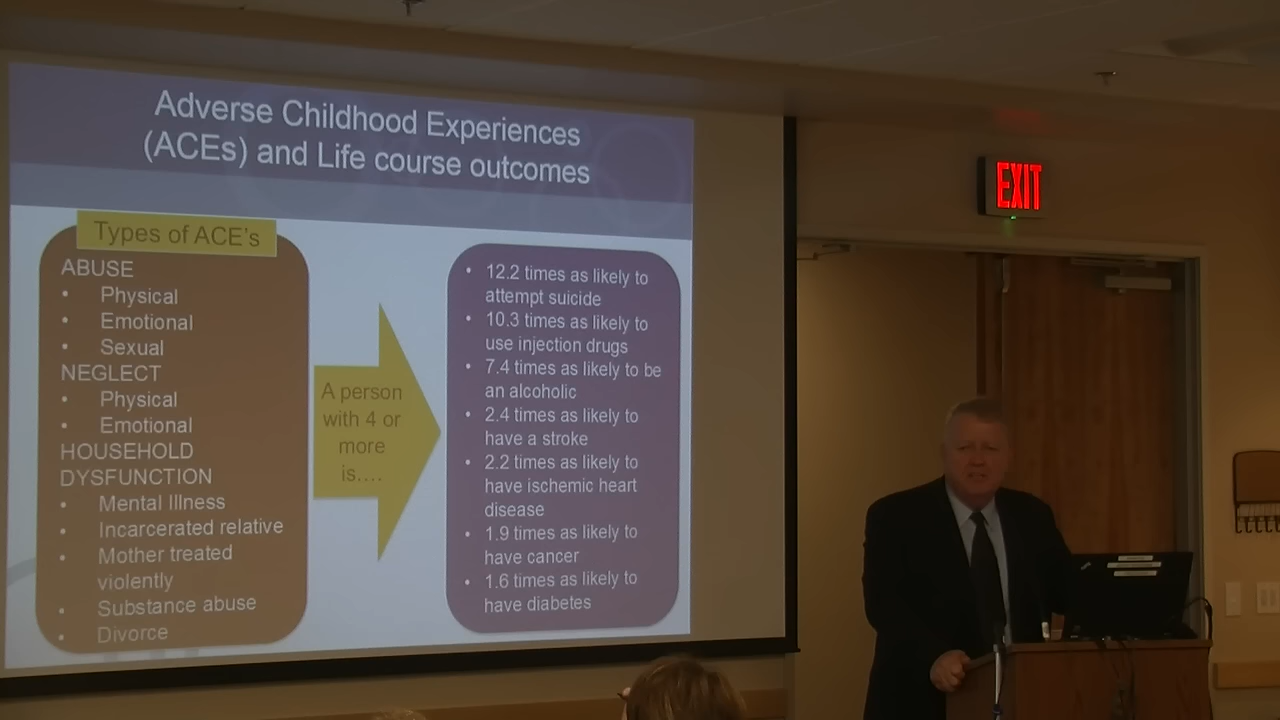 Adverse Childhood Experiences
(ACEs) and Life course outcomes
Types of ACE's
ABUSE
• Physical
• Emotional
• Sexual
NEGLECT
• Physical
• Emotional
HOUSEHOLD
DYSFUNCTION
• Mental Illness
• Incarcerated relative
• Mother treated
violently
• Substance abuse
• Divorce
A person
with 4 or
more
is....
• 12.2 times as likely to
attempt suicide
• 10.3 times as likely to
use injection drugs
• 7.4 times as likely to be
an alcoholic
• 2.4 times as likely to
have a stroke
• 2.2 times as likely to
have ischemic heart
disease
• 1.9 times as likely to
have cancer
• 1.6 times as likely to
have diabetes
EXIT